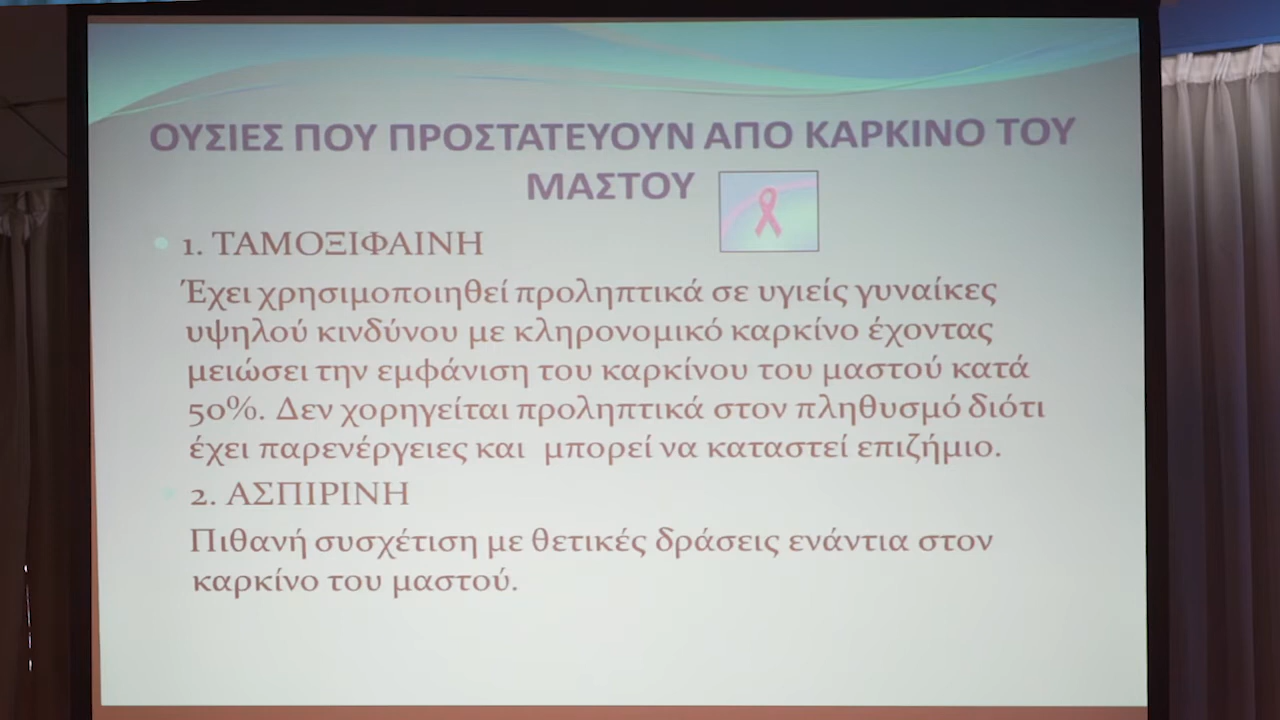 ΟΥΣΙΕΣ ΠΟΥ ΠΡΟΣΤΑΤΕΥΟΥΝ ΑΠΟ ΚΑΡΚΙΝΟ ΤΟΥ
ΜΑΣΤΟΥ
• 1. ΤΑΜΟΞΙΦΑΙΝΗ
Έχει χρησιμοποιηθεί προληπτικά σε υγιείς γυναίκες
υψηλού κινδύνου με κληρονομικό καρκίνο έχοντας
μειώσει την εμφάνιση του καρκίνου του μαστού κατά
50%. Δεν χορηγείται προληπτικά στον πληθυσμό διότι
έχει παρενέργειες και μπορεί να καταστεί επιζήμιο.
• 2. ΑΣΠΙΡΙΝΗ
Πιθανή συσχέτιση με θετικές δράσεις ενάντια στον
καρκίνο του μαστού.